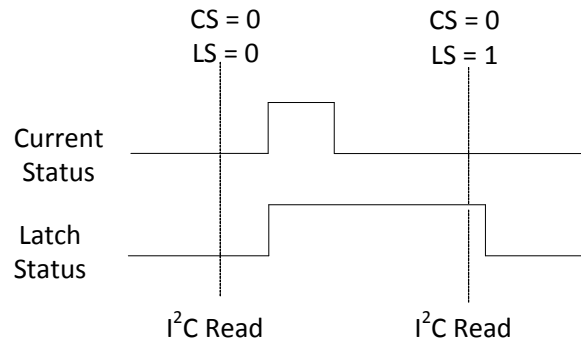 CS = 0 CS = 0
LS = 0 LS = 1
Current
Status
Latch
Status
I²C Read I²C Read